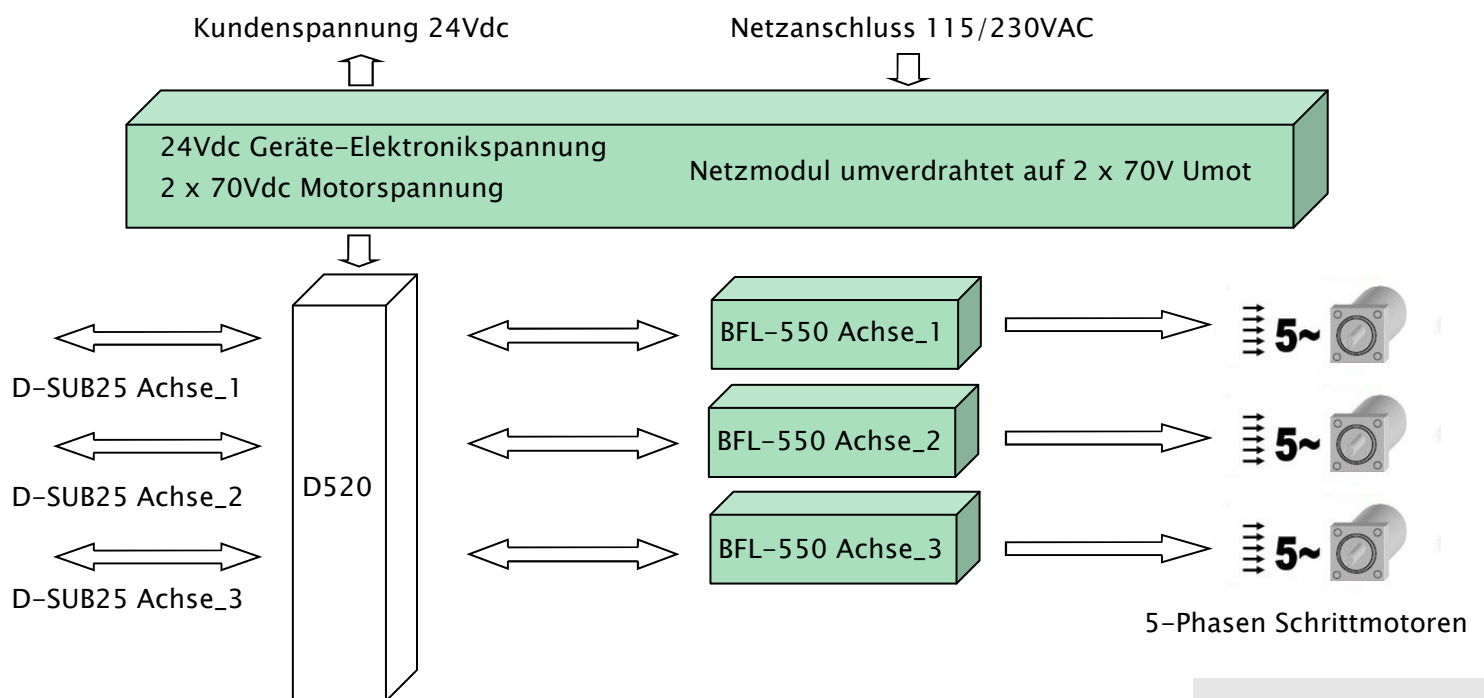 Kundenspannung 24Vdc
Netzanschluss 115/230VAC
24Vdc Geräte-Elektronikspannung
2 x 70Vdc Motorspannung
Netzmodul umverdrahtet auf 2 x 70V Umot
D-SUB25 Achse_1
D-SUB25 Achse_2
D-SUB25 Achse_3
D520
BFL-550 Achse_1
BFL-550 Achse_2
BFL-550 Achse_3
5~
5~
5~
5-Phasen Schrittmotoren